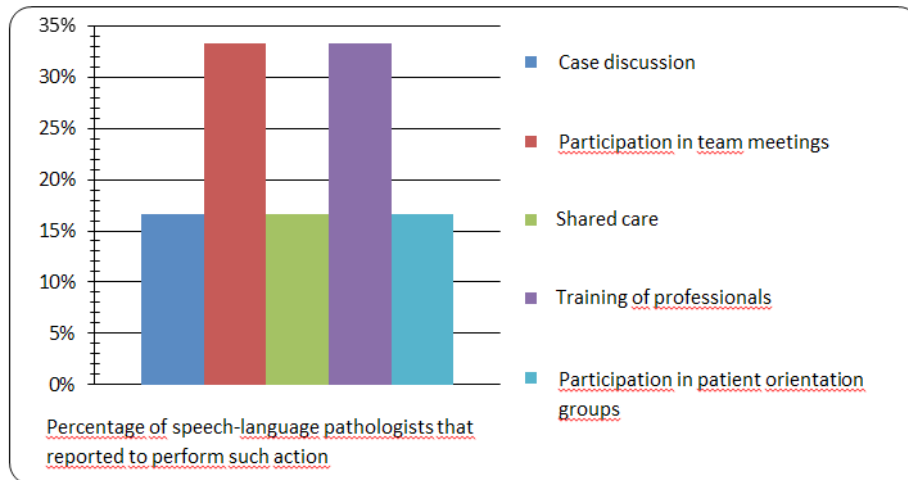 35%
30%
25%
20%
15%
10%
5%
0%
Case discussion
Participation in team meetings
Shared care
Training of professionals
Participation in patient orientation
groups
Percentage of speech-language pathologists that
reported to perform such action